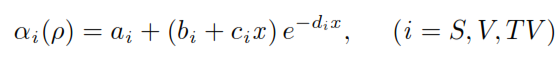 α_i(ρ) = a_i + (b_i + c_i x) e^{−d_i x},    (i = S, V, TV)